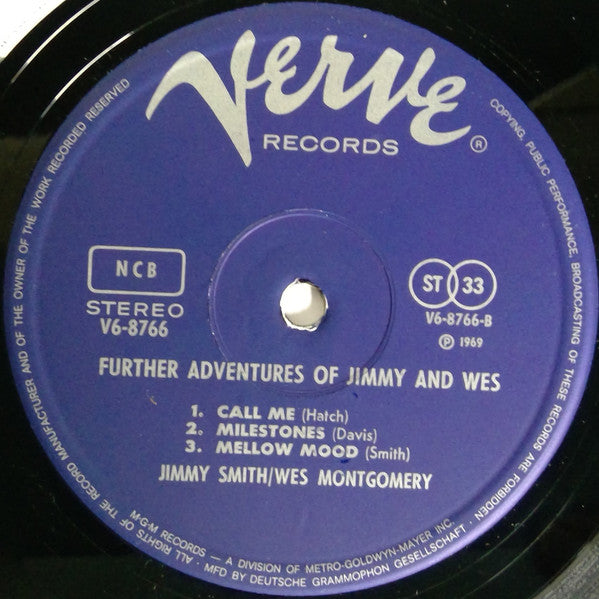 Verve
RECORDS ®
NCB
STEREO
V6-8766
ST 33
V6-8766-B
℗ 1969
FURTHER ADVENTURES OF JIMMY AND WES
1. CALL ME (Hatch)
2. MILESTONES (Davis)
3. MELLOW MOOD (Smith)
JIMMY SMITH/WES MONTGOMERY
M·G·M RECORDS — A DIVISION OF METRO-GOLDWYN-MAYER INC.
ALL RIGHTS OF THE RECORD MANUFACTURER AND OF THE OWNER OF THE WORK RECORDED RESERVED
COPYING, PUBLIC PERFORMANCE, BROADCASTING OF THESE RECORDS ARE FORBIDDEN
· MFD BY DEUTSCHE GRAMMOPHON GESELLSCHAFT ·